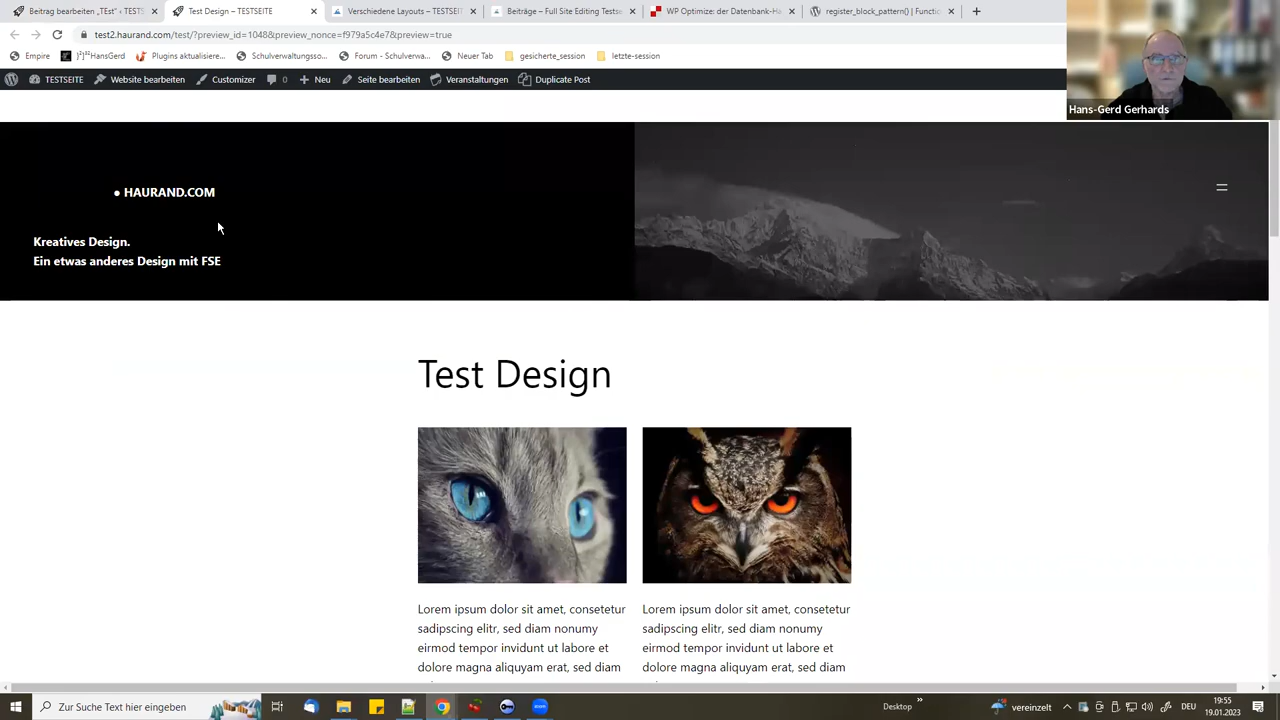 Beitrag bearbeiten „TEst“ ‹ TESTS
Test Design – TESTSEITE
Verschiedene Layouts – TESTSEIT
Beiträge – Full Site Editing Testse
WP Optimize: der Datenbank-Ha
register_block_pattern() | Functio
test2.haurand.com/test/?preview_id=1048&preview_nonce=f979a5c4e7&preview=true
Empire
}²]²²HansGerd
Plugins aktualisiere...
Schulverwaltungsso...
Forum - Schulverwa...
Neuer Tab
gesicherte_session
letzte-session
TESTSEITE
Website bearbeiten
Customizer
0
Neu
Seite bearbeiten
Veranstaltungen
Duplicate Post
Hans-Gerd Gerhards
● HAURAND.COM
Kreatives Design.
Ein etwas anderes Design mit FSE
Test Design
Lorem ipsum dolor sit amet, consetetur
sadipscing elitr, sed diam nonumy
eirmod tempor invidunt ut labore et
dolore magna aliquyam erat, sed diam
Lorem ipsum dolor sit amet, consetetur
sadipscing elitr, sed diam nonumy
eirmod tempor invidunt ut labore et
dolore magna aliquyam erat, sed diam
Zur Suche Text hier eingeben
Desktop
vereinzelt
DEU
19:55
19.01.2023